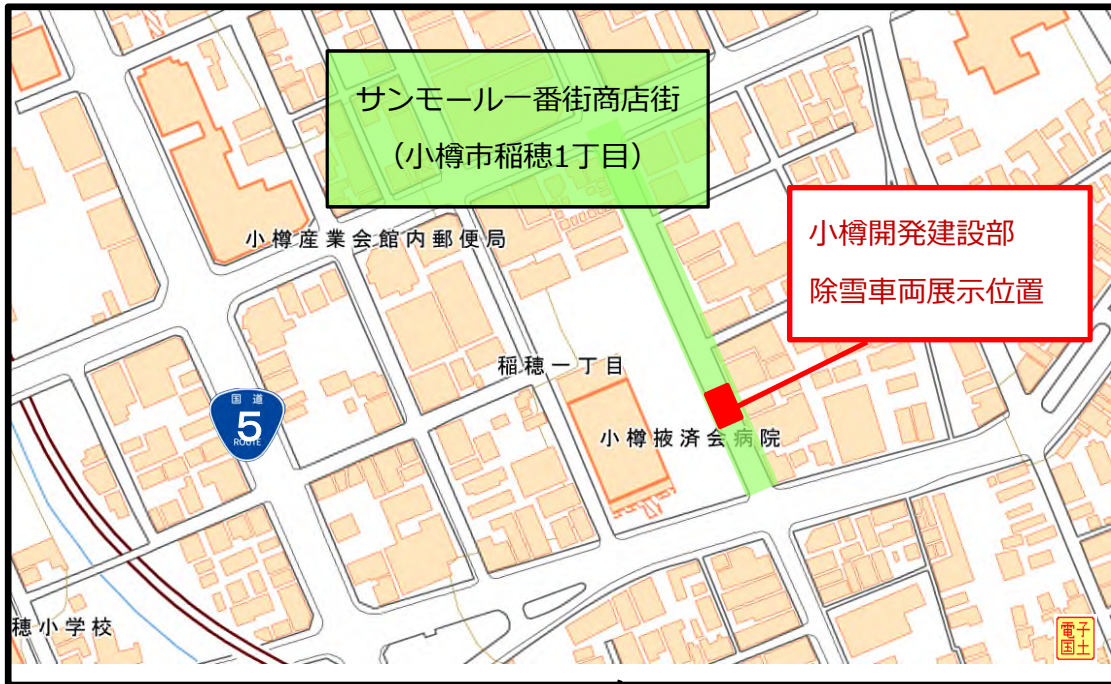 サンモール一番街商店街
（小樽市稲穂1丁目）
小樽開発建設部
除雪車両展示位置
小樽産業会館内郵便局
稲穂一丁目
国道
5
ROUTE
小樽掖済会病院
穂小学校
電子
国土